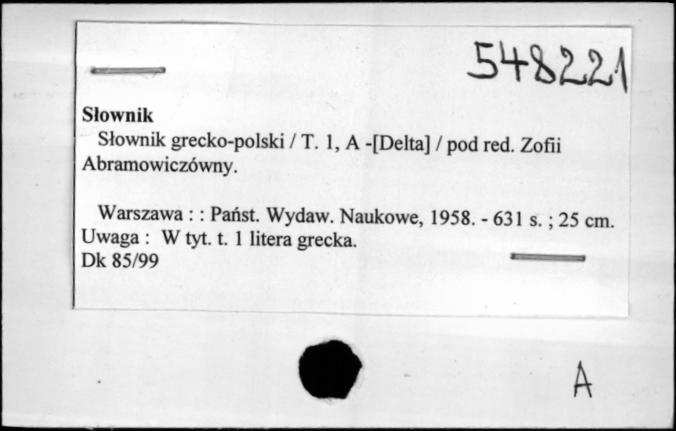 548221
Słownik
Słownik grecko-polski / T. 1, A -[Delta] / pod red. Zofii
Abramowiczówny.
Warszawa : : Państ. Wydaw. Naukowe, 1958. - 631 s. ; 25 cm.
Uwaga : W tyt. t. 1 litera grecka.
Dk 85/99
A